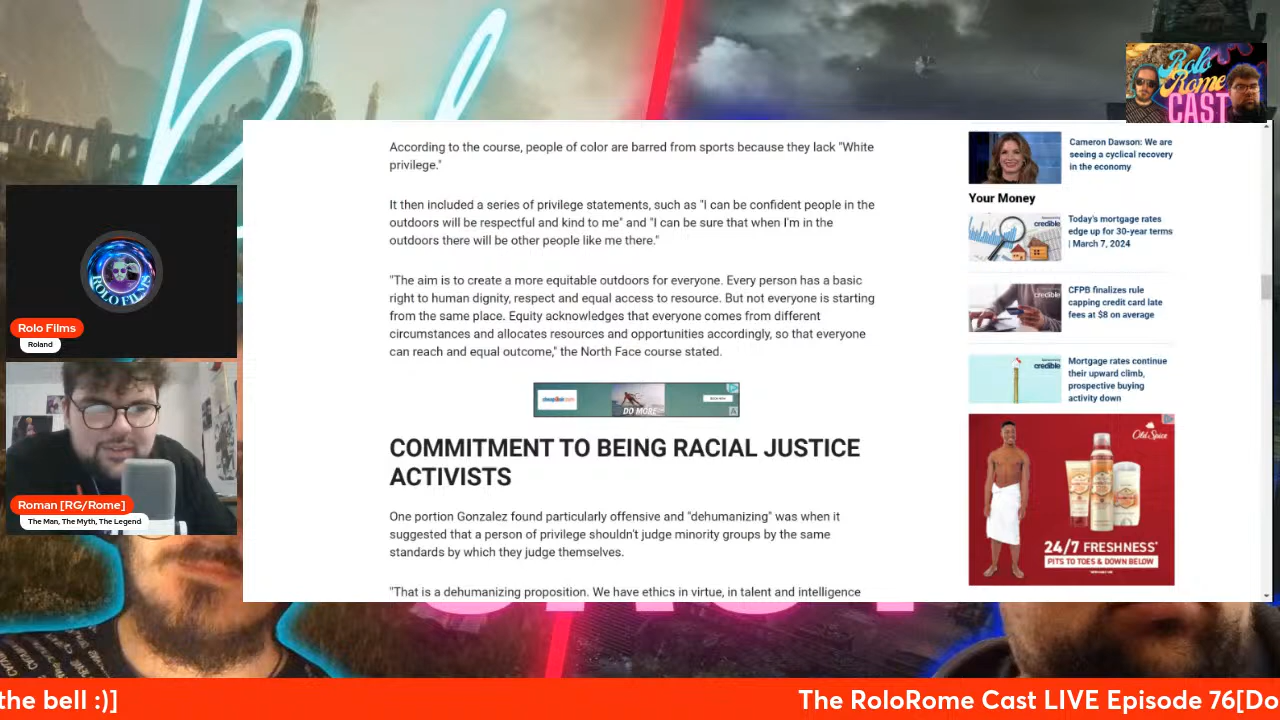 Rolo
Rome
CAST
According to the course, people of color are barred from sports because they lack "White
privilege."
It then included a series of privilege statements, such as "I can be confident people in the
outdoors will be respectful and kind to me" and "I can be sure that when I'm in the
outdoors there will be other people like me there."
"The aim is to create a more equitable outdoors for everyone. Every person has a basic
right to human dignity, respect and equal access to resource. But not everyone is starting
from the same place. Equity acknowledges that everyone comes from different
circumstances and allocates resources and opportunities accordingly, so that everyone
can reach and equal outcome," the North Face course stated.
DO MORE
COMMITMENT TO BEING RACIAL JUSTICE
ACTIVISTS
One portion Gonzalez found particularly offensive and "dehumanizing" was when it
suggested that a person of privilege shouldn't judge minority groups by the same
standards by which they judge themselves.
"That is a dehumanizing proposition. We have ethics in virtue, in talent and intelligence
Cameron Dawson: We are
seeing a cyclical recovery
in the economy
Your Money
credible
Today's mortgage rates
edge up for 30-year terms
| March 7, 2024
credible
CFPB finalizes rule
capping credit card late
fees at $8 on average
credible
Mortgage rates continue
their upward climb,
prospective buying
activity down
Old Spice
24/7 FRESHNESS*
PITS TO TOES & DOWN BELOW
ROLO FILMS
Rolo Films
Roland
Roman [RG/Rome]
The Man, The Myth, The Legend
the bell :)]
The RoloRome Cast LIVE Episode 76[Do